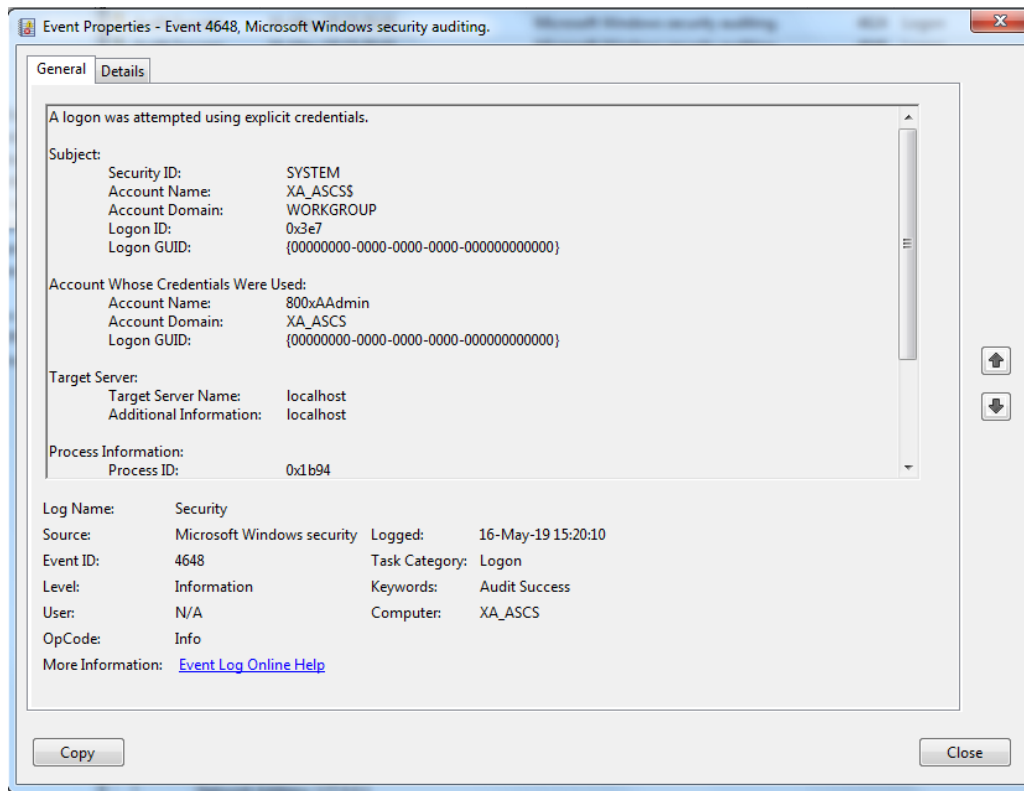 Event Properties - Event 4648, Microsoft Windows security auditing.
General Details
A logon was attempted using explicit credentials.
Subject:
Security ID: SYSTEM
Account Name: XA_ASCS$
Account Domain: WORKGROUP
Logon ID: 0x3e7
Logon GUID: {00000000-0000-0000-0000-000000000000}
Account Whose Credentials Were Used:
Account Name: 800xAAdmin
Account Domain: XA_ASCS
Logon GUID: {00000000-0000-0000-0000-000000000000}
Target Server:
Target Server Name: localhost
Additional Information: localhost
Process Information:
Process ID: 0x1b94
Log Name: Security
Source: Microsoft Windows security Logged: 16-May-19 15:20:10
Event ID: 4648 Task Category: Logon
Level: Information Keywords: Audit Success
User: N/A Computer: XA_ASCS
OpCode: Info
More Information: Event Log Online Help
Copy Close